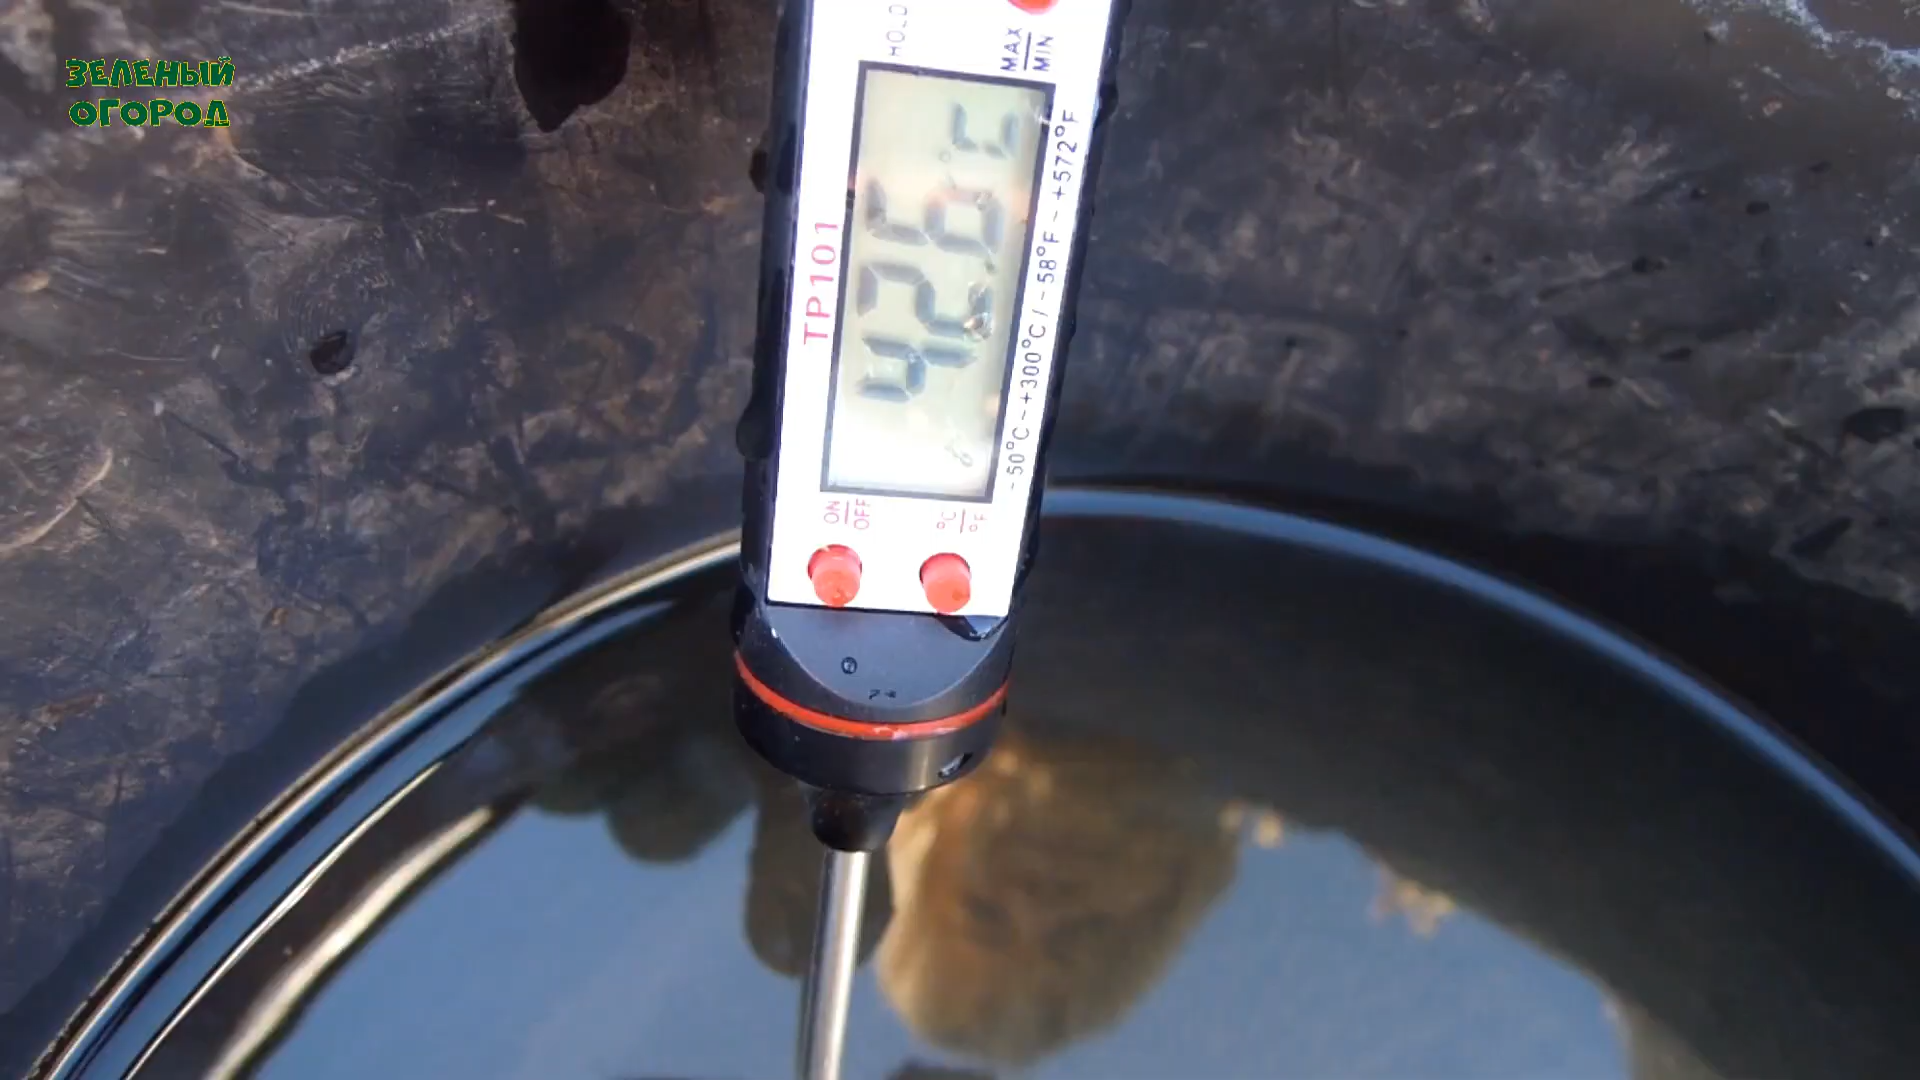 ЗЕЛЕНЫЙ
ОГОРОД
HOLD
MAX
MIN
42.6°C
TP101
-50°C~+300°C/-58°F~+572°F
ON
OFF
°C
°F